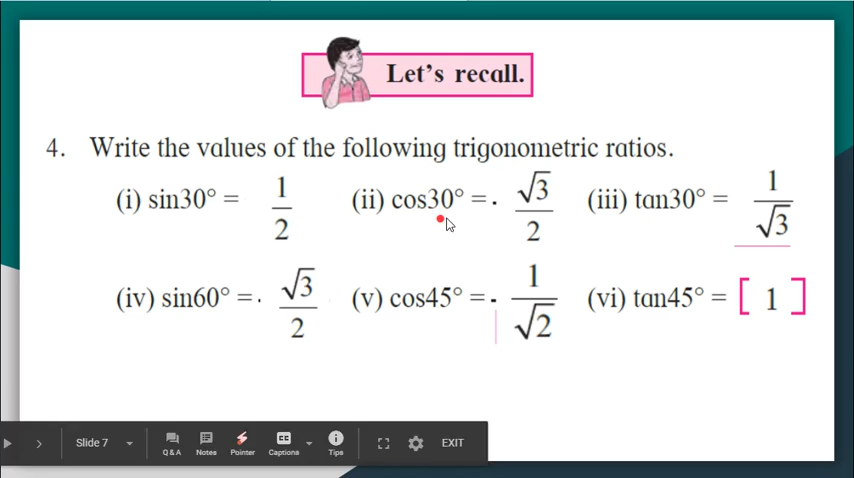 Let's recall.
4. Write the values of the following trigonometric ratios.
(i) sin30° = 1/2 (ii) cos30° = √3/2 (iii) tan30° = 1/√3
(iv) sin60° = √3/2 (v) cos45° = 1/√2 (vi) tan45° = [ 1 ]
Slide 7 Q & A Notes Pointer CC Captions Tips EXIT